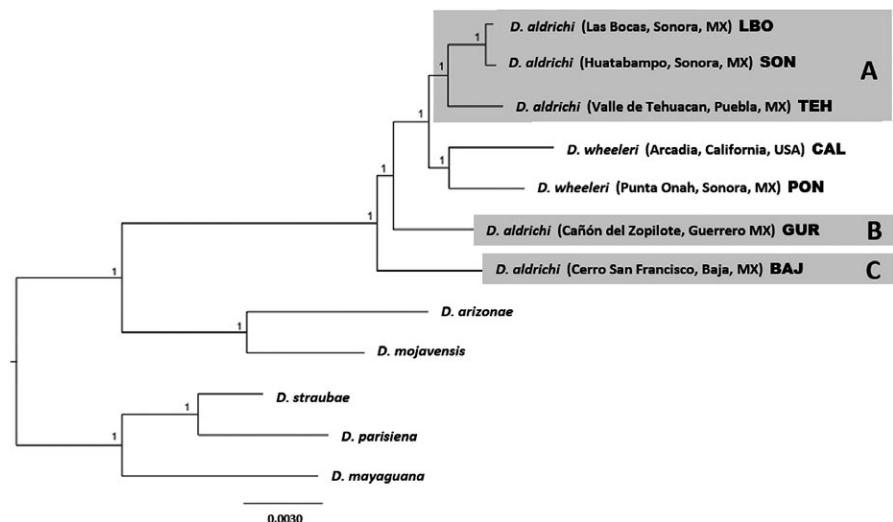 D. aldrichi (Las Bocas, Sonora, MX) LBO
1
D. aldrichi (Huatabampo, Sonora, MX) SON
A
1
D. aldrichi (Valle de Tehuacan, Puebla, MX) TEH
1
D. wheeleri (Arcadia, California, USA) CAL
1
D. wheeleri (Punta Onah, Sonora, MX) PON
1
D. aldrichi (Cañón del Zopilote, Guerrero MX) GUR B
1
D. aldrichi (Cerro San Francisco, Baja, MX) BAJ C
1
D. arizonae
1
D. mojavensis
D. straubae
1
D. parisiena
1
D. mayaguana
0.0030